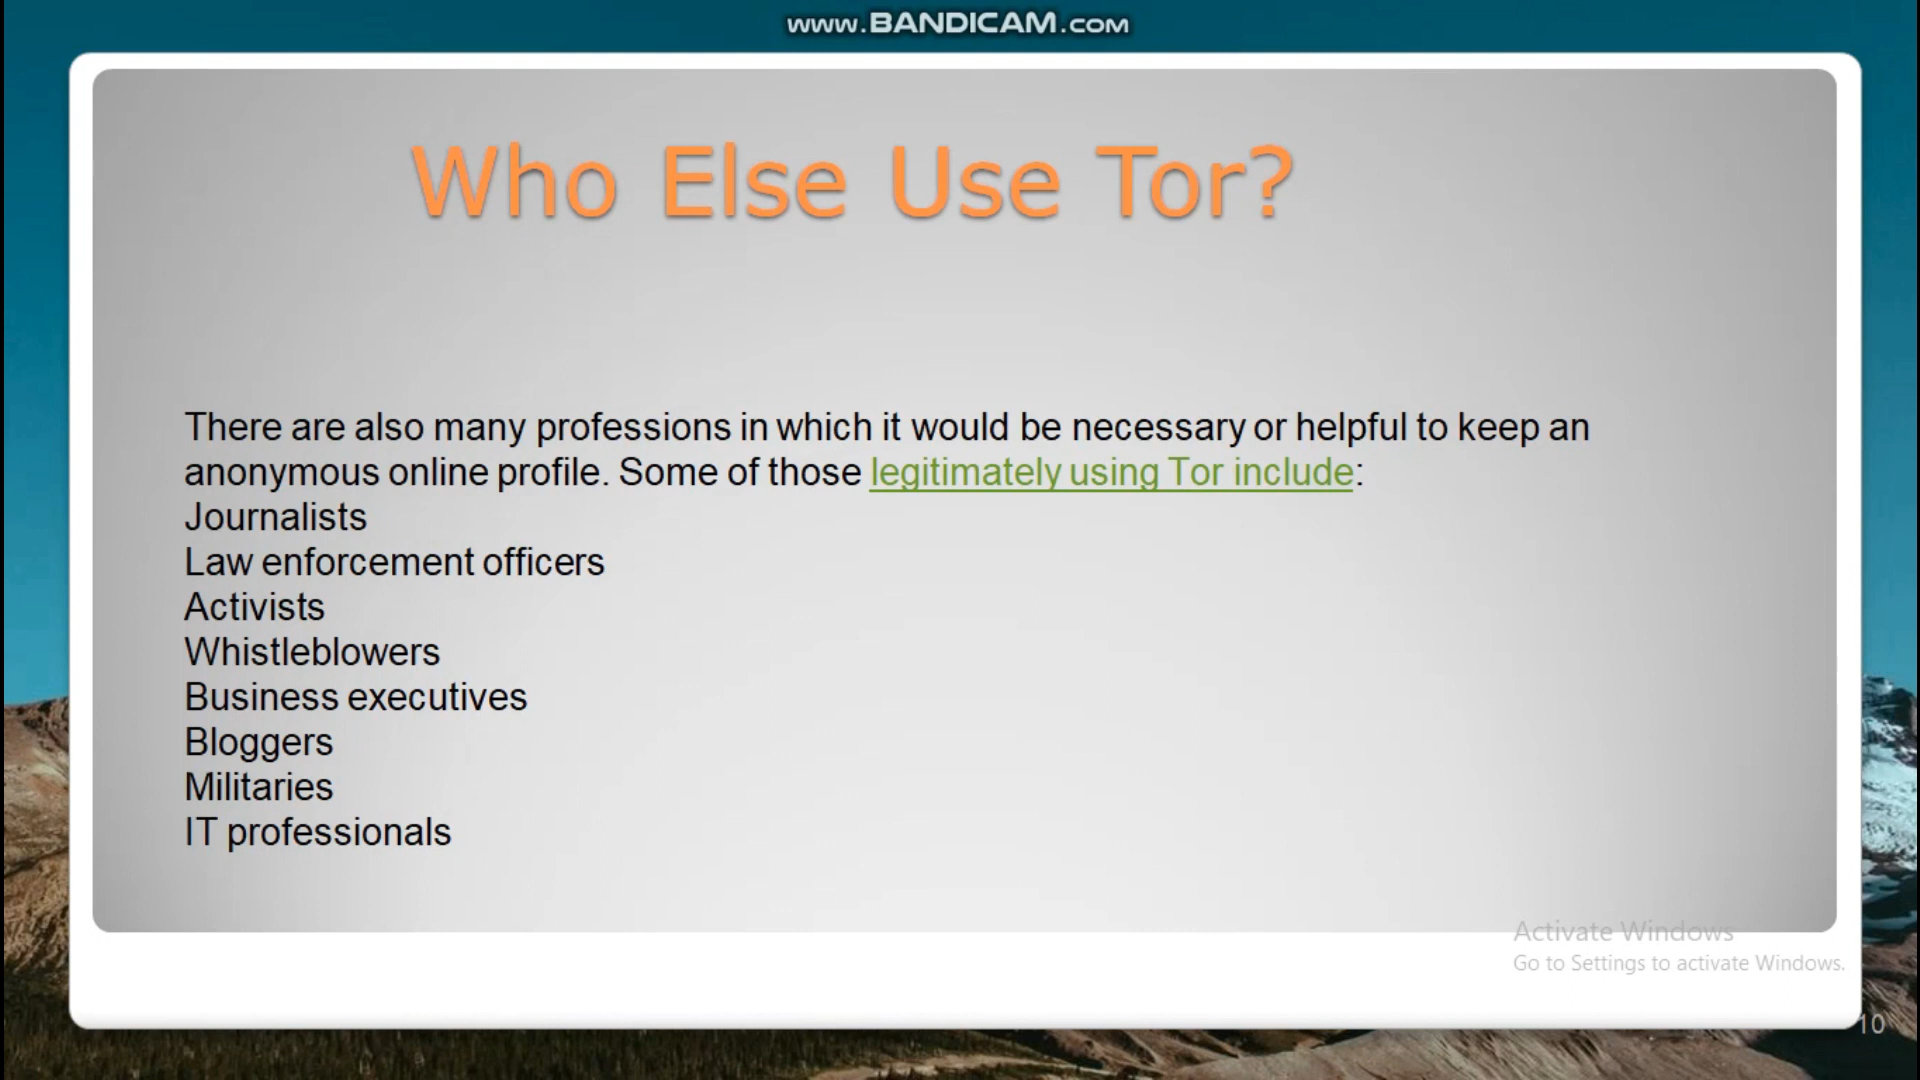 www.BANDICAM.COM
Who Else Use Tor?
There are also many professions in which it would be necessary or helpful to keep an
anonymous online profile. Some of those legitimately using Tor include:
Journalists
Law enforcement officers
Activists
Whistleblowers
Business executives
Bloggers
Militaries
IT professionals
Activate Windows
Go to Settings to activate Windows.
10